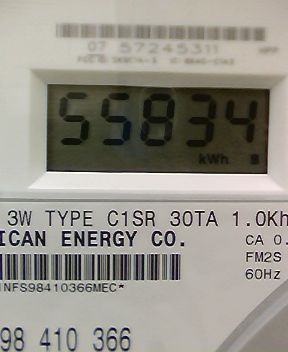 07 57245311
55834
kWh B
3W TYPE C1SR 30TA 1.0Kh
ICAN ENERGY CO.
CA 0.
FM2S
60Hz
NFS98410366MEC*
98 410 366